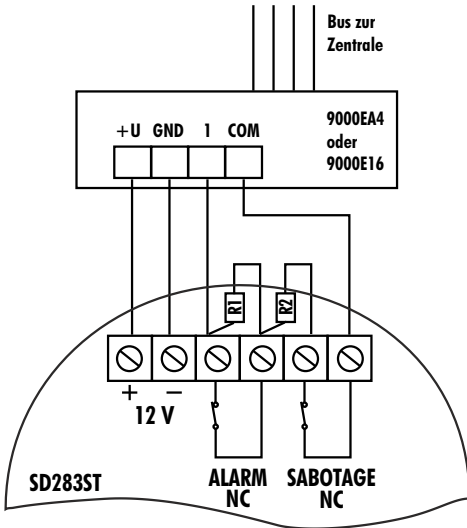 Bus zur
Zentrale
9000EA4
oder
9000E16
+U GND 1 COM
R1 R2
+ −
12 V
SD283ST
ALARM
NC
SABOTAGE
NC